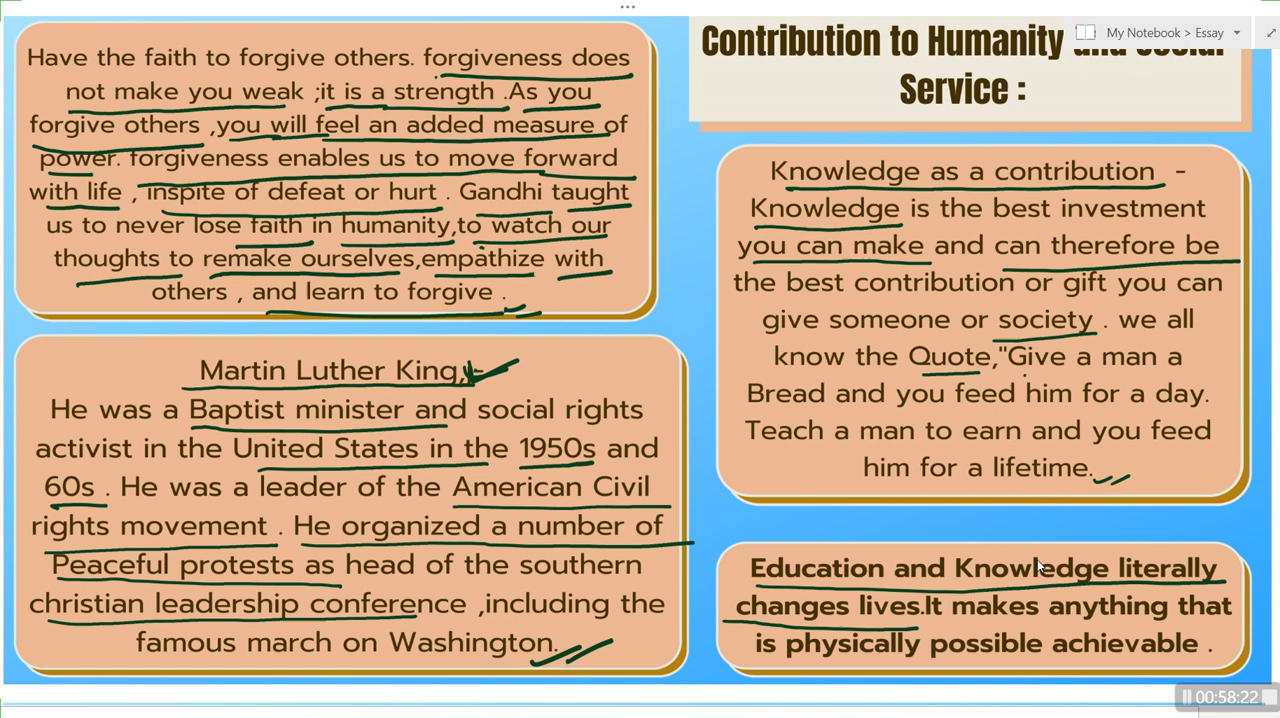 Have the faith to forgive others. forgiveness does
not make you weak ;it is a strength .As you
forgive others ,you will feel an added measure of
power. forgiveness enables us to move forward
with life , inspite of defeat or hurt . Gandhi taught
us to never lose faith in humanity,to watch our
thoughts to remake ourselves,empathize with
others , and learn to forgive .
Martin Luther King,-
He was a Baptist minister and social rights
activist in the United States in the 1950s and
60s . He was a leader of the American Civil
rights movement . He organized a number of
Peaceful protests as head of the southern
christian leadership conference ,including the
famous march on Washington.
My Notebook > Essay
Contribution to Humanity and Social
Service :
Knowledge as a contribution -
Knowledge is the best investment
you can make and can therefore be
the best contribution or gift you can
give someone or society . we all
know the Quote,"Give a man a
Bread and you feed him for a day.
Teach a man to earn and you feed
him for a lifetime.
Education and Knowledge literally
changes lives.It makes anything that
is physically possible achievable .
00:58:22